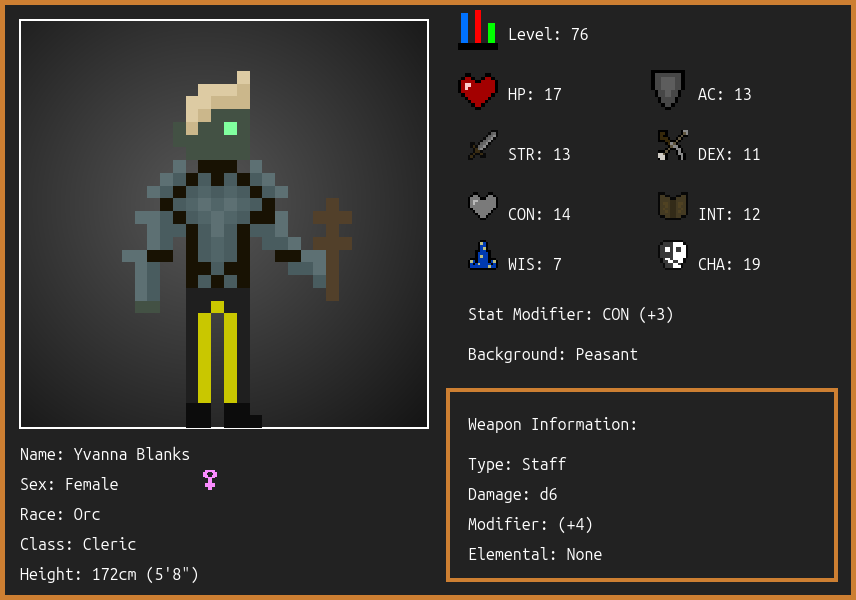 Level: 76
HP: 17
AC: 13
STR: 13
DEX: 11
CON: 14
INT: 12
WIS: 7
CHA: 19
Stat Modifier: CON (+3)
Background: Peasant
Weapon Information:
Type: Staff
Damage: d6
Modifier: (+4)
Elemental: None
Name: Yvanna Blanks
Sex: Female
Race: Orc
Class: Cleric
Height: 172cm (5'8")